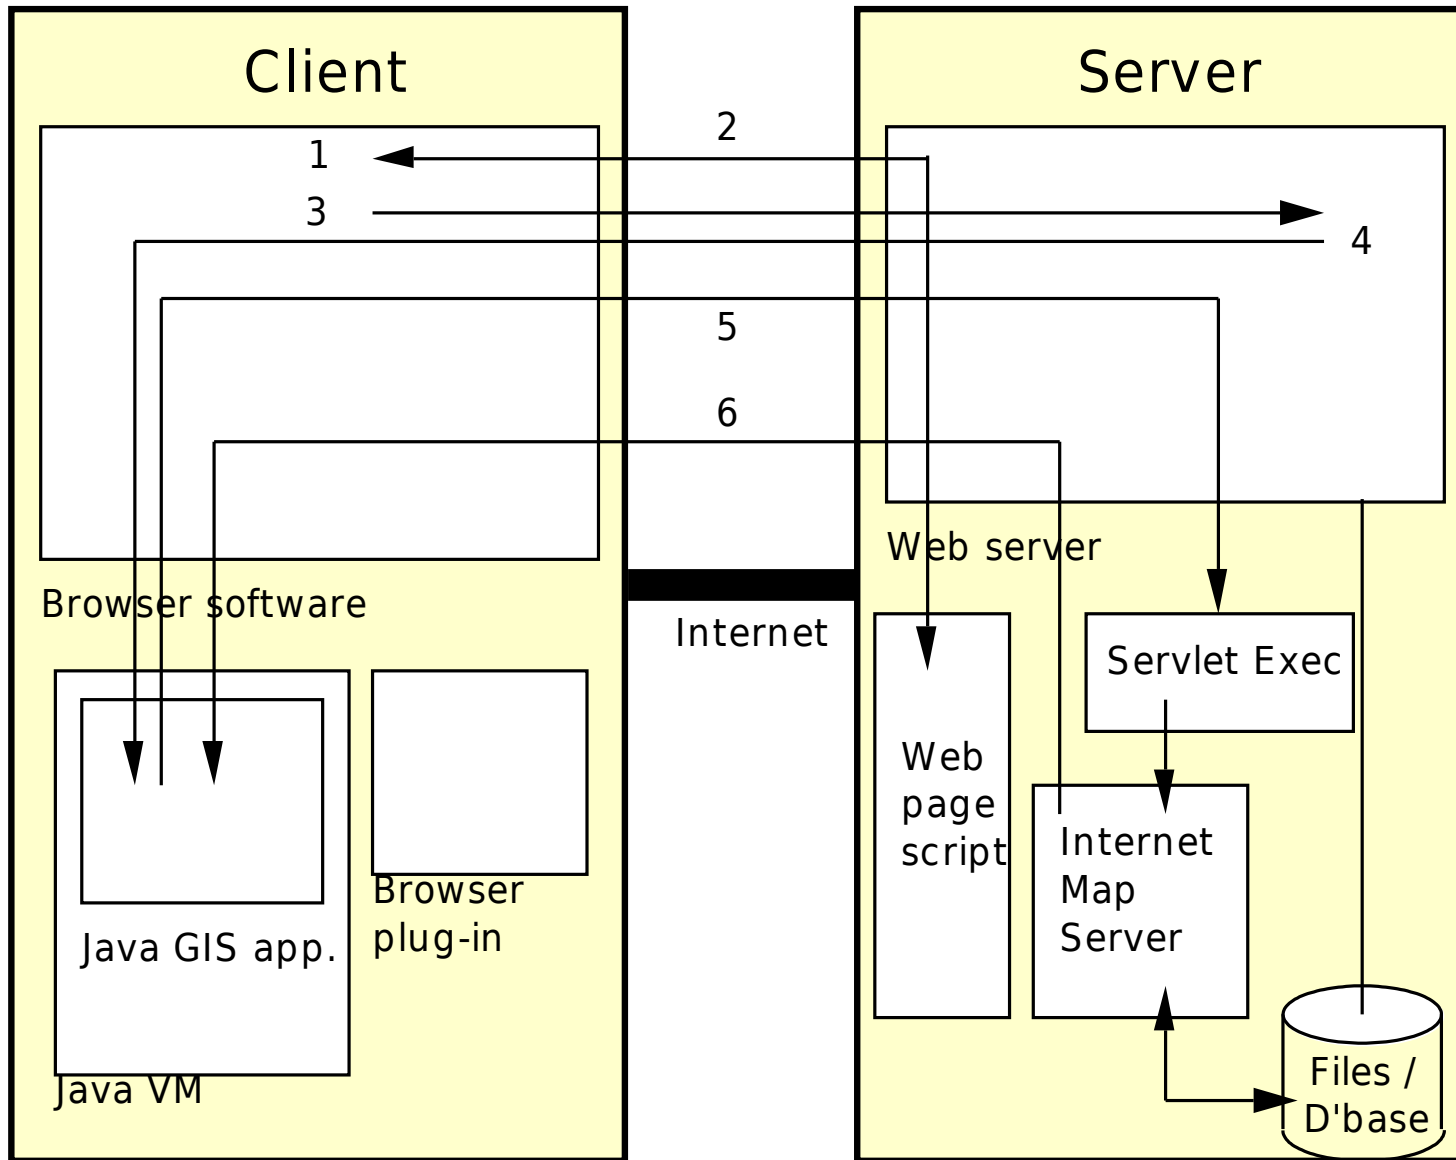 Client
Server
2
1
3
4
5
6
Web server
Browser software
Internet
Servlet Exec
Web
page
script
Internet
Map
Server
Browser
plug-in
Java GIS app.
Java VM
Files /
D'base